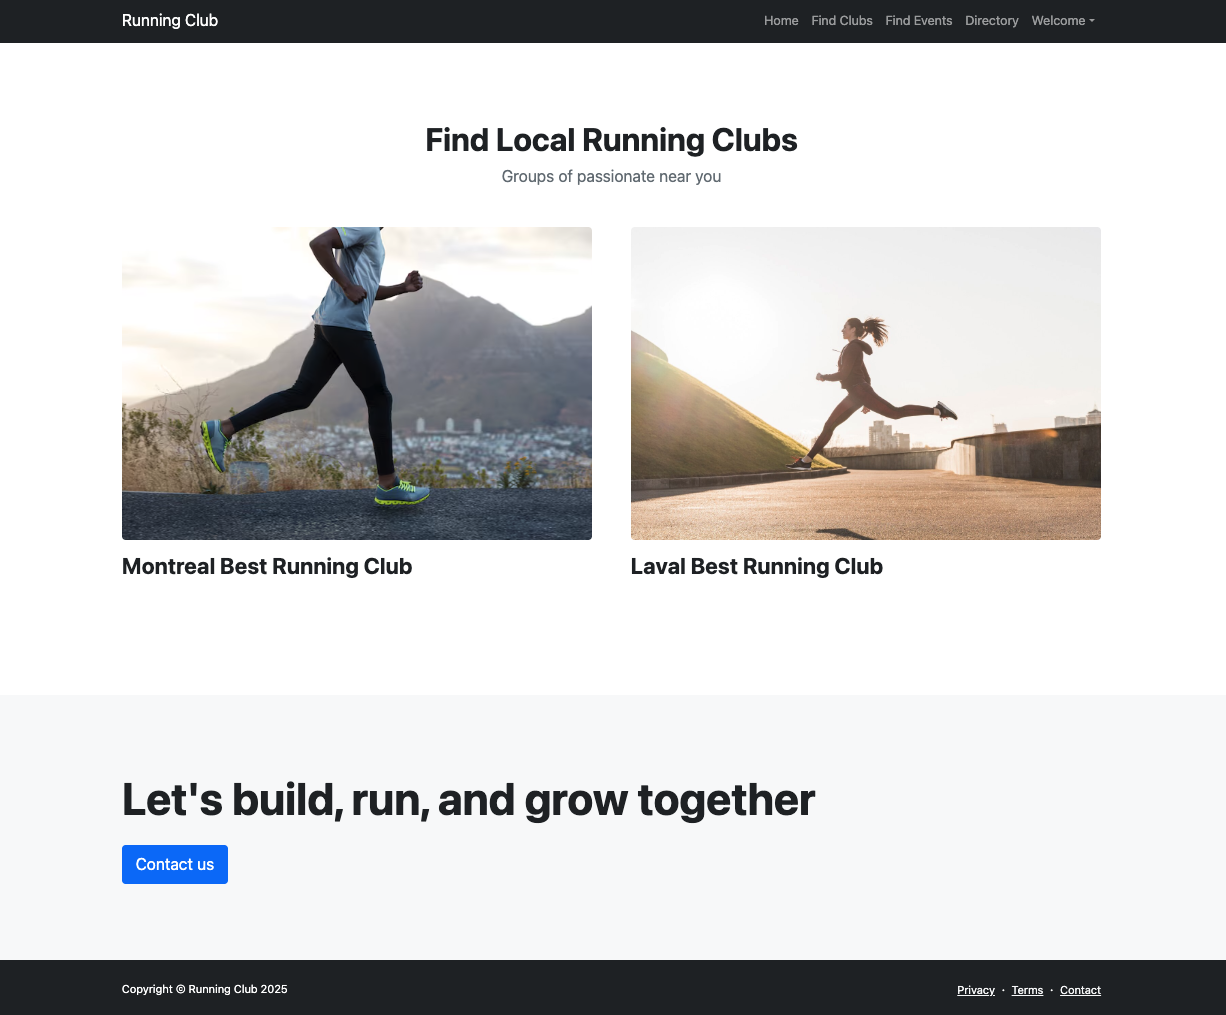 Running Club
Home Find Clubs Find Events Directory Welcome
Find Local Running Clubs
Groups of passionate near you
Montreal Best Running Club
Laval Best Running Club
Let's build, run, and grow together
Contact us
Copyright © Running Club 2025
Privacy · Terms · Contact